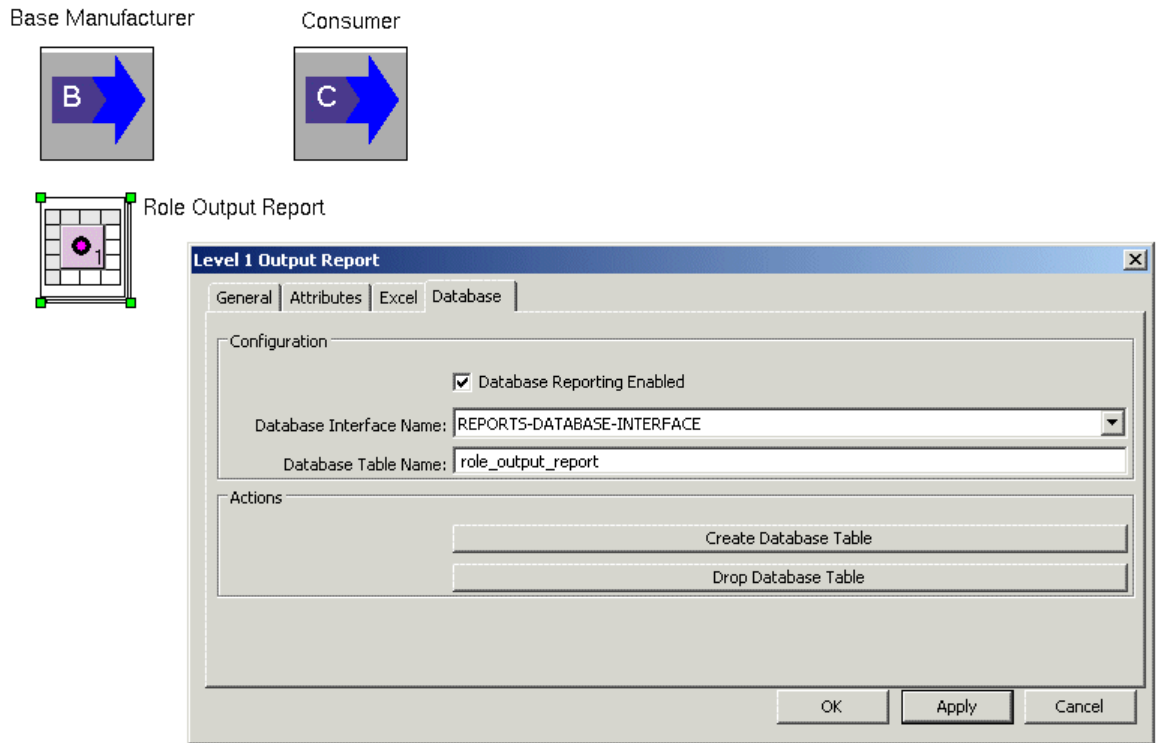 Base Manufacturer
Consumer
B
C
Role Output Report
1
Level 1 Output Report
General
Attributes
Excel
Database
Configuration
Database Reporting Enabled
Database Interface Name:
REPORTS-DATABASE-INTERFACE
Database Table Name:
role_output_report
Actions
Create Database Table
Drop Database Table
OK
Apply
Cancel